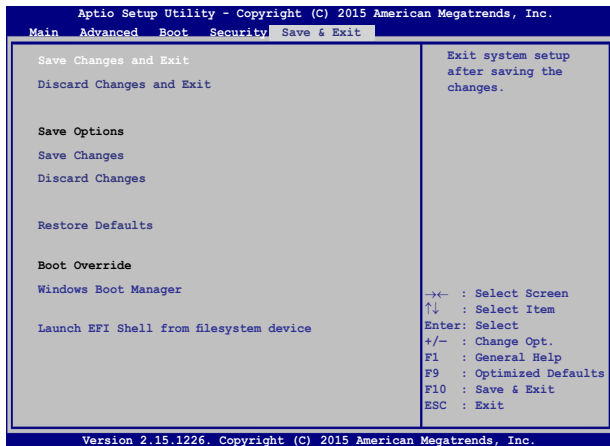 Aptio Setup Utility - Copyright (C) 2015 American Megatrends, Inc.
Main Advanced Boot Security Save & Exit
Save Changes and Exit
Discard Changes and Exit
Save Options
Save Changes
Discard Changes
Restore Defaults
Boot Override
Windows Boot Manager
Launch EFI Shell from filesystem device
Exit system setup
after saving the
changes.
→← : Select Screen
↑↓ : Select Item
Enter: Select
+/— : Change Opt.
F1 : General Help
F9 : Optimized Defaults
F10 : Save & Exit
ESC : Exit
Version 2.15.1226. Copyright (C) 2015 American Megatrends, Inc.